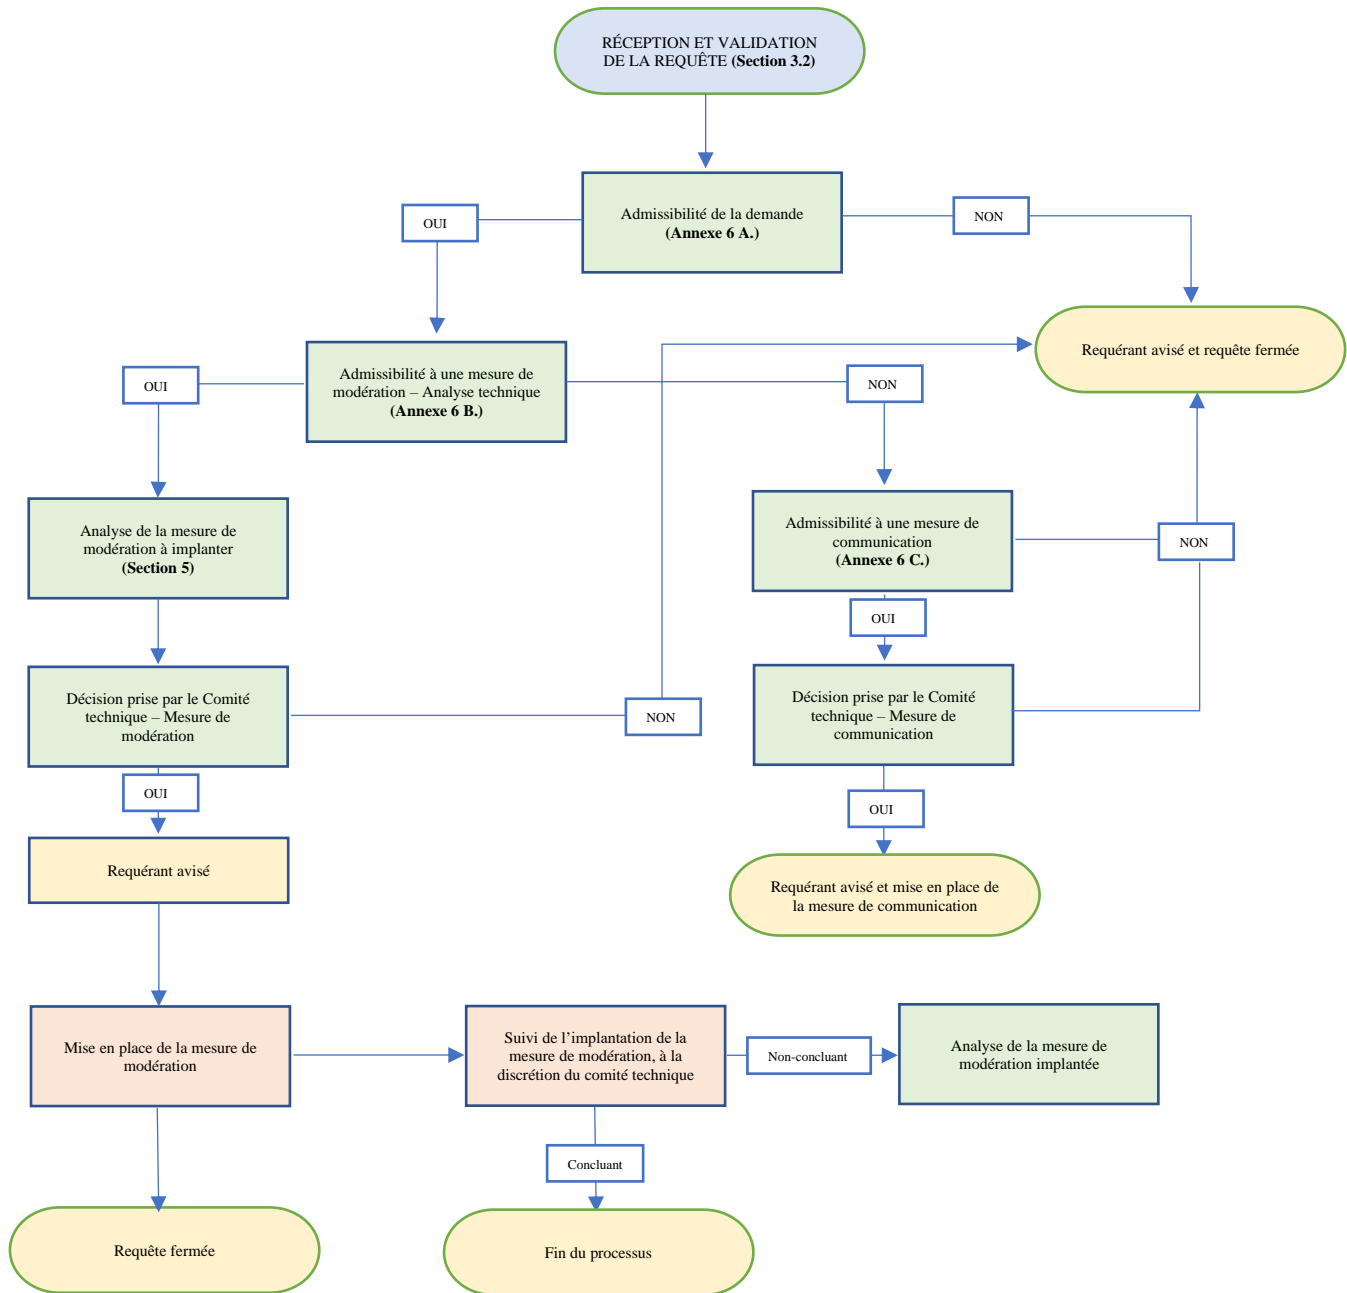 RÉCEPTION ET VALIDATION
DE LA REQUÊTE (Section 3.2)
Admissibilité de la demande
(Annexe 6 A.)
OUI
NON
Requérant avisé et requête fermée
Admissibilité à une mesure de
modération – Analyse technique
(Annexe 6 B.)
OUI
NON
Analyse de la mesure de
modération à implanter
(Section 5)
Admissibilité à une mesure de
communication
(Annexe 6 C.)
NON
OUI
Décision prise par le Comité
technique – Mesure de
modération
NON
Décision prise par le Comité
technique – Mesure de
communication
OUI
OUI
Requérant avisé
Requérant avisé et mise en place de
la mesure de communication
Mise en place de la mesure de
modération
Suivi de l’implantation de la
mesure de modération, à la
discrétion du comité technique
Non-concluant
Analyse de la mesure de
modération implantée
Concluant
Requête fermée
Fin du processus